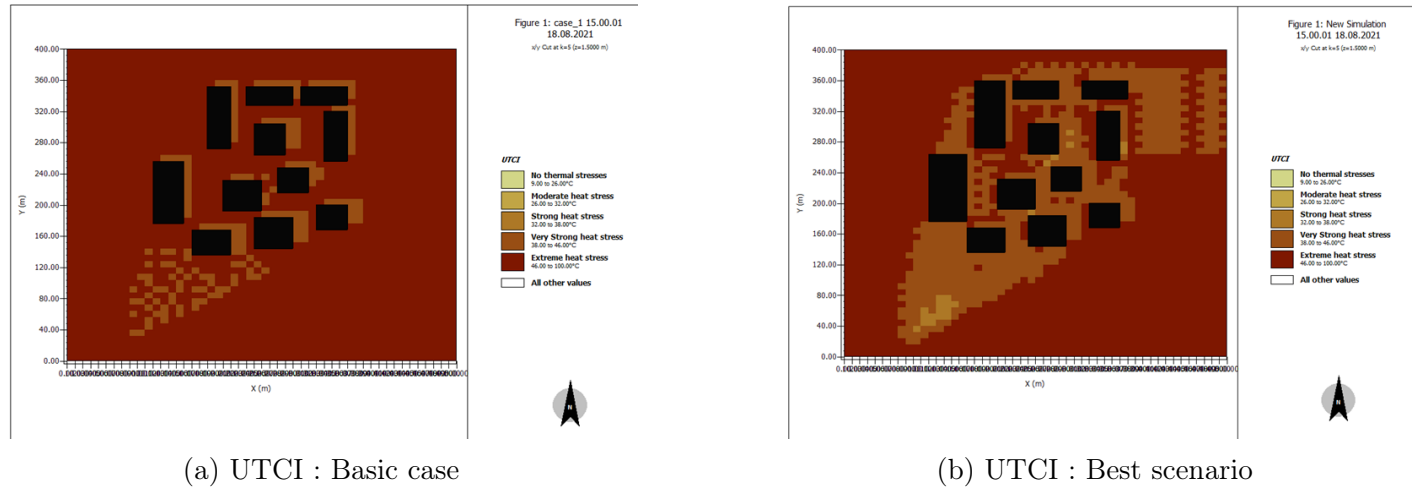 Figure 1: case_1 15.00.01
18.08.2021
x/y Cut at k=5 (z=1.5000 m)
400.00
360.00
320.00
280.00
240.00
200.00
160.00
120.00
80.00
40.00
0.00
Y (m)
X (m)
UTCI
No thermal stresses
9.00 to 26.00°C
Moderate heat stress
26.00 to 32.00°C
Strong heat stress
32.00 to 38.00°C
Very Strong heat stress
38.00 to 46.00°C
Extreme heat stress
46.00 to 100.00°C
All other values
N
(a) UTCI : Basic case
Figure 1: New Simulation
15.00.01 18.08.2021
x/y Cut at k=5 (z=1.5000 m)
400.00
360.00
320.00
280.00
240.00
200.00
160.00
120.00
80.00
40.00
0.00
Y (m)
X (m)
UTCI
No thermal stresses
9.00 to 26.00°C
Moderate heat stress
26.00 to 32.00°C
Strong heat stress
32.00 to 38.00°C
Very Strong heat stress
38.00 to 46.00°C
Extreme heat stress
46.00 to 100.00°C
All other values
N
(b) UTCI : Best scenario